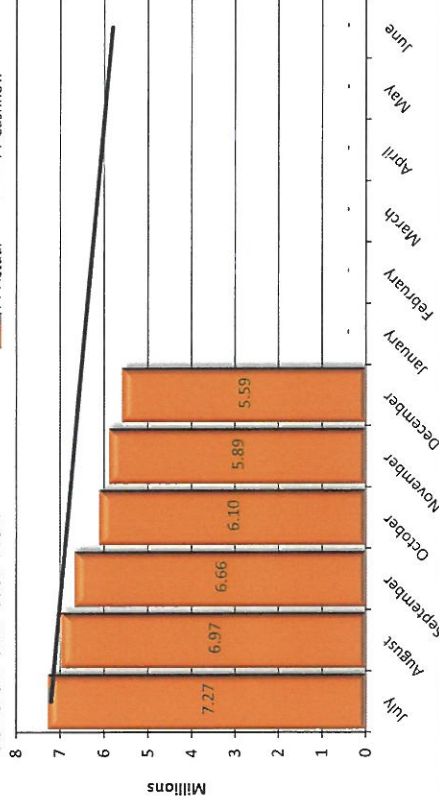 8
7
6
5
4
3
2
1
0
Millions
7.27
6.97
6.66
6.10
5.89
5.59
-
-
-
-
-
-
July
August
September
October
November
December
January
February
March
April
May
June